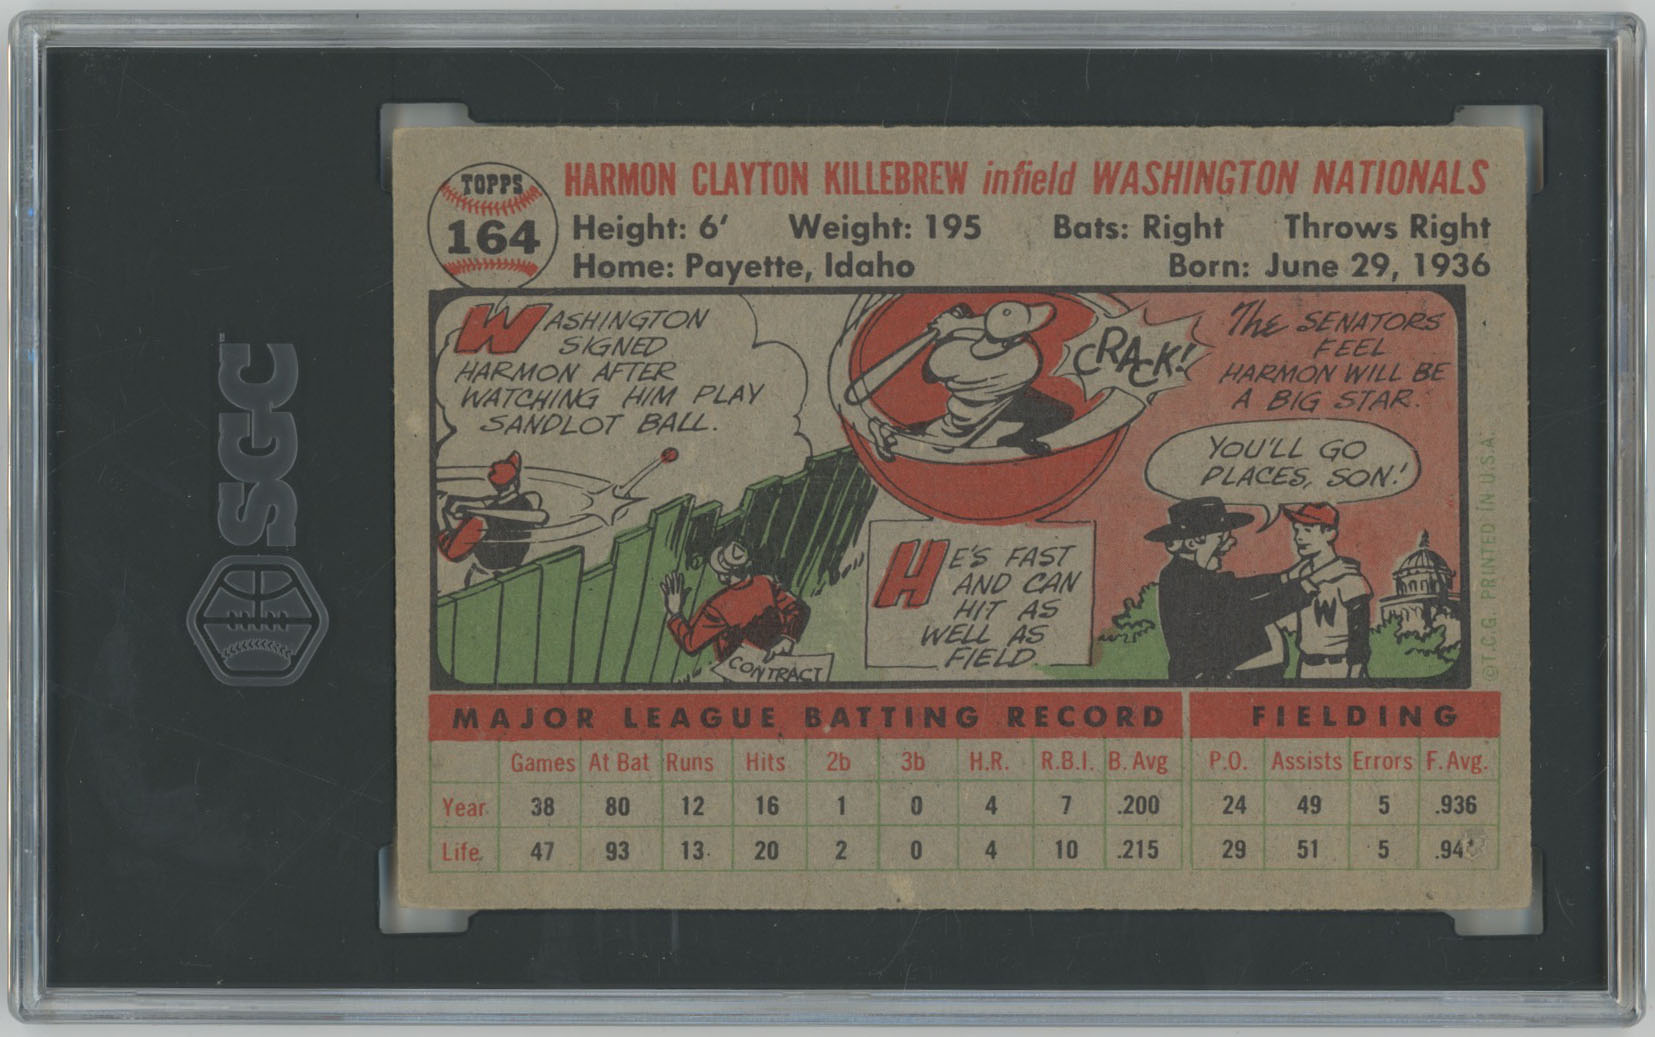 SGC
TOPPS
164
HARMON CLAYTON KILLEBREW infield WASHINGTON NATIONALS
Height: 6' Weight: 195 Bats: Right Throws Right
Home: Payette, Idaho Born: June 29, 1936
WASHINGTON
SIGNED
HARMON AFTER
WATCHING HIM PLAY
SANDLOT BALL.
CONTRACT
CRACK!
HE'S FAST
AND CAN
HIT AS
WELL AS
FIELD.
THE SENATORS
FEEL
HARMON WILL BE
A BIG STAR.
YOU'LL GO
PLACES, SON!
W
©T.C.G. PRINTED IN U.S.A.
MAJOR LEAGUE BATTING RECORD FIELDING
Games At Bat Runs Hits 2b 3b H.R. R.B.I. B. Avg P.O. Assists Errors F. Avg.
Year 38 80 12 16 1 0 4 7 .200 24 49 5 .936
Life 47 93 13 20 2 0 4 10 .215 29 51 5